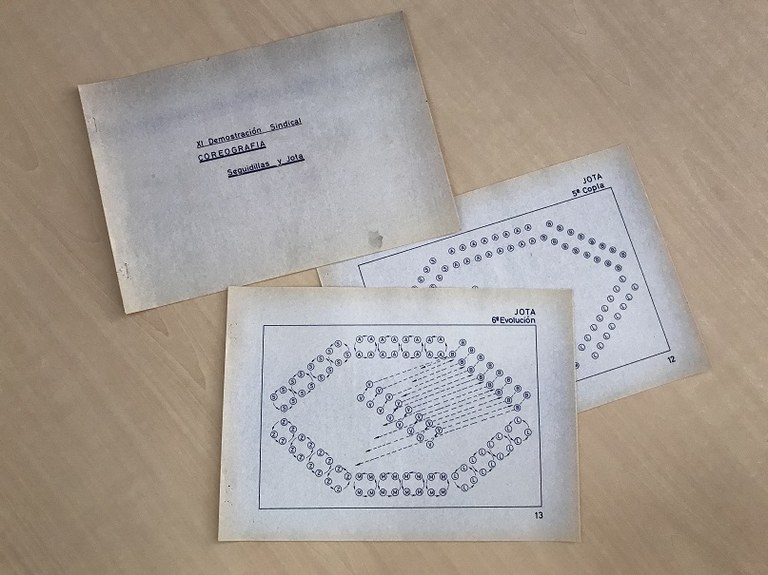 XI Demostración Sindical
COREOGRAFIA
Seguidillas y Jota
JOTA
5ª Copla
12
JOTA
6ª Evolución
13